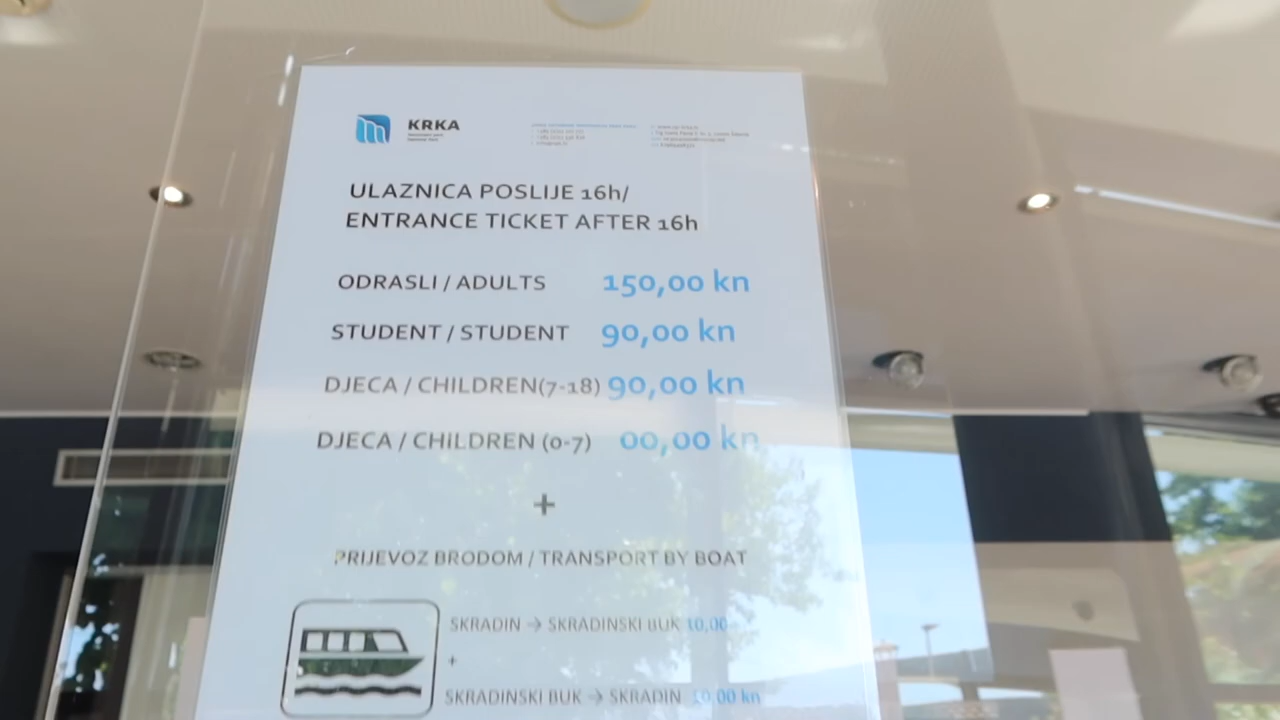 KRKA
ULAZNICA POSLIJE 16h/
ENTRANCE TICKET AFTER 16h
ODRASLI / ADULTS 150,00 kn
STUDENT / STUDENT 90,00 kn
DJECA / CHILDREN(7-18) 90,00 kn
DJECA / CHILDREN (0-7) 00,00 kn
+
PRIJEVOZ BRODOM / TRANSPORT BY BOAT
SKRADIN → SKRADINSKI BUK 10,00
+
SKRADINSKI BUK → SKRADIN kn